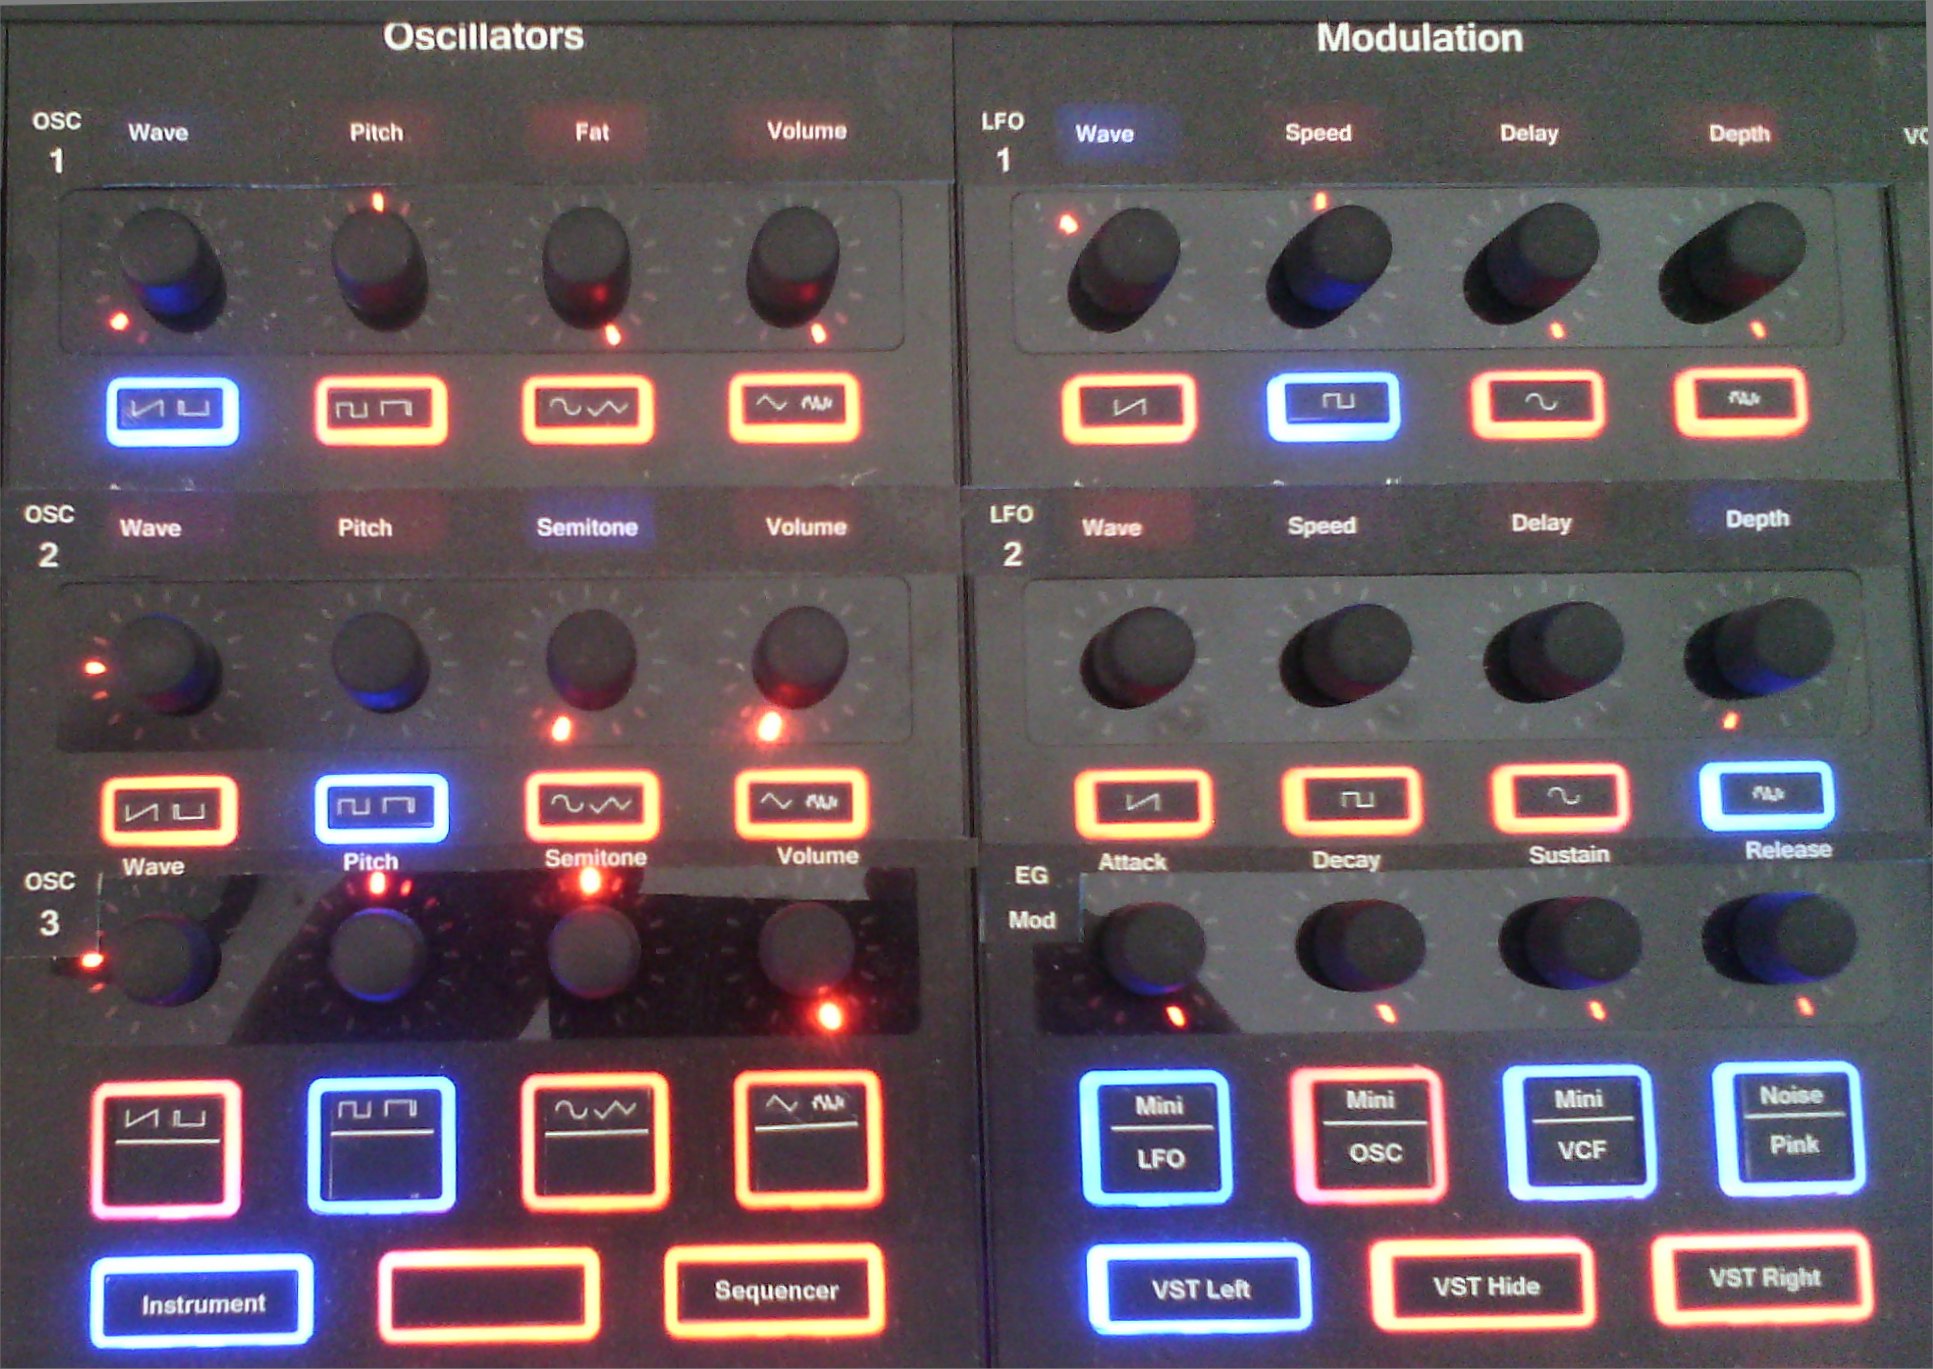 Oscillators
OSC 1 Wave Pitch Fat Volume
OSC 2 Wave Pitch Semitone Volume
OSC 3 Wave Pitch Semitone Volume
Instrument Sequencer
Modulation
LFO 1 Wave Speed Delay Depth
LFO 2 Wave Speed Delay Depth
EG Mod Attack Decay Sustain Release
Mini LFO
Mini OSC
Mini VCF
Noise Pink
VST Left VST Hide VST Right